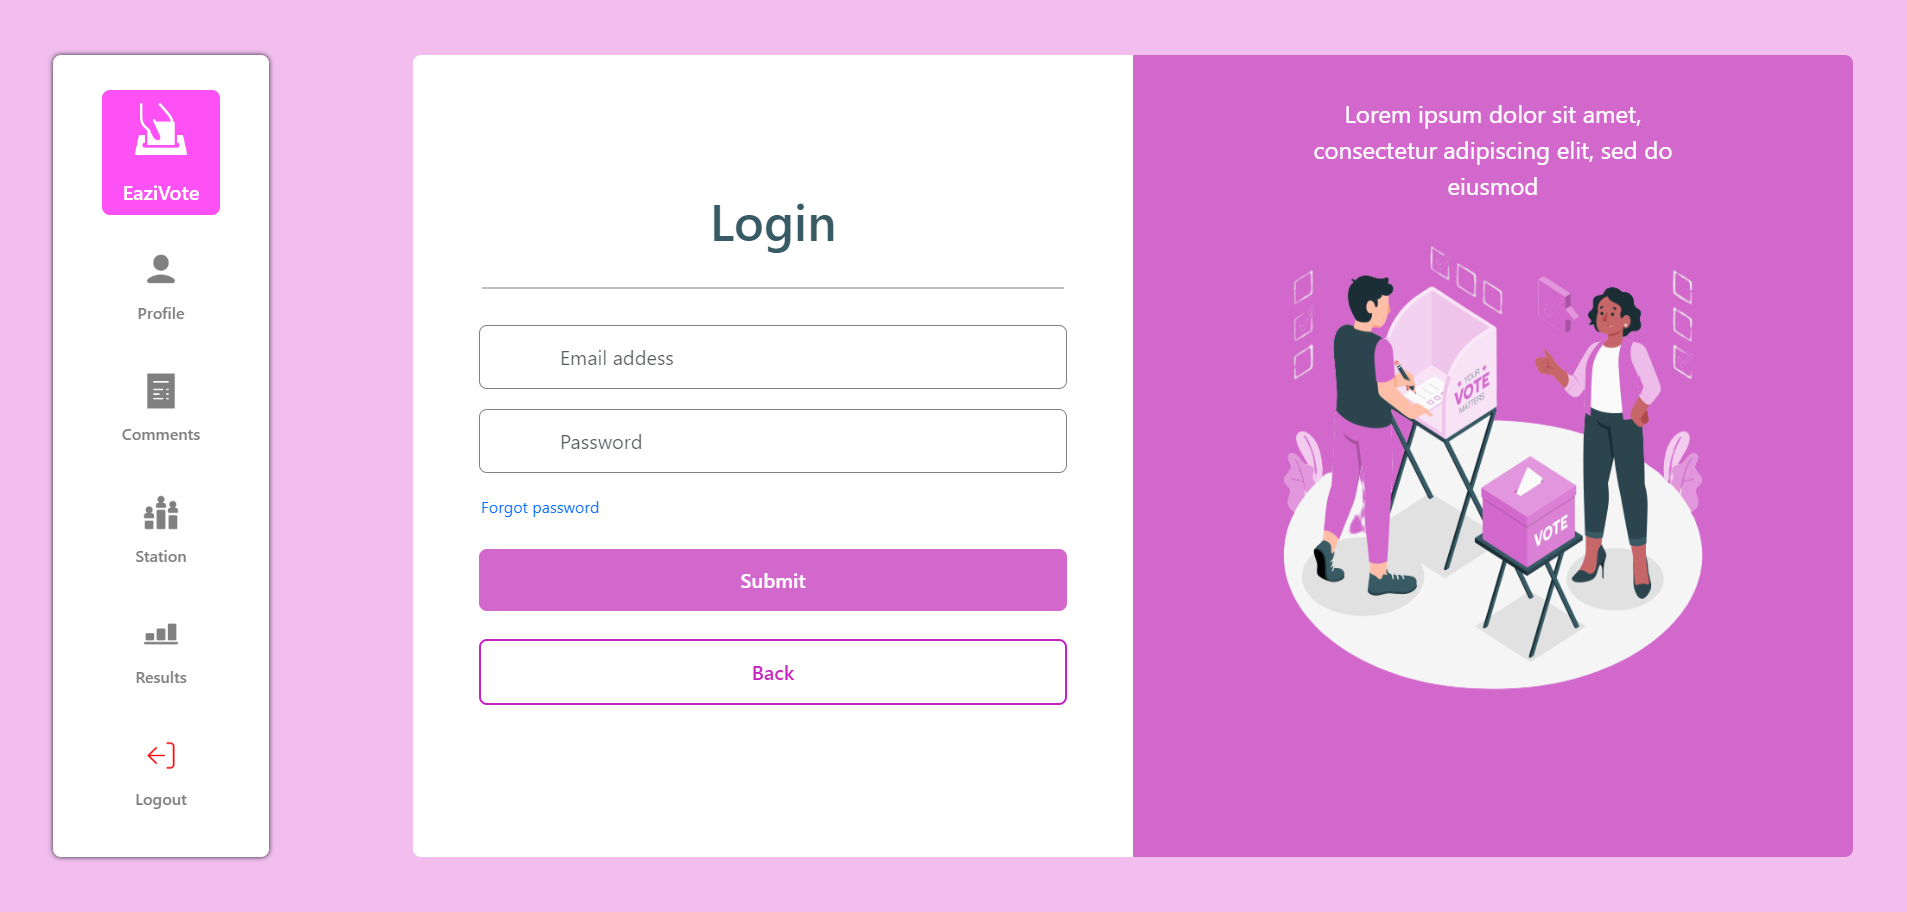 EaziVote
Profile
Comments
Station
Results
Logout
Login
Email addess
Password
Forgot password
Submit
Back
Lorem ipsum dolor sit amet,
consectetur adipiscing elit, sed do
eiusmod
YOUR
VOTE
MATTERS
VOTE